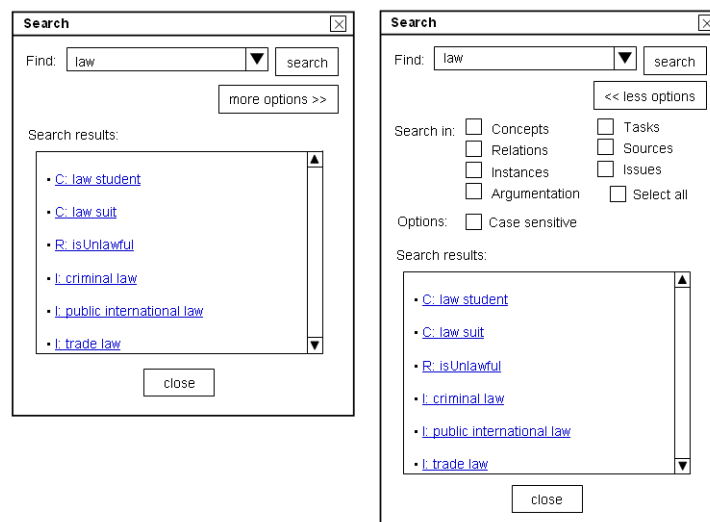 Search
Find: law search
more options >>
Search results:
▪ C: law student
▪ C: law suit
▪ R: isUnlawful
▪ I: criminal law
▪ I: public international law
▪ I: trade law
close
Search
Find: law search
<< less options
Search in: Concepts Tasks
Relations Sources
Instances Issues
Argumentation Select all
Options: Case sensitive
Search results:
▪ C: law student
▪ C: law suit
▪ R: isUnlawful
▪ I: criminal law
▪ I: public international law
▪ I: trade law
close